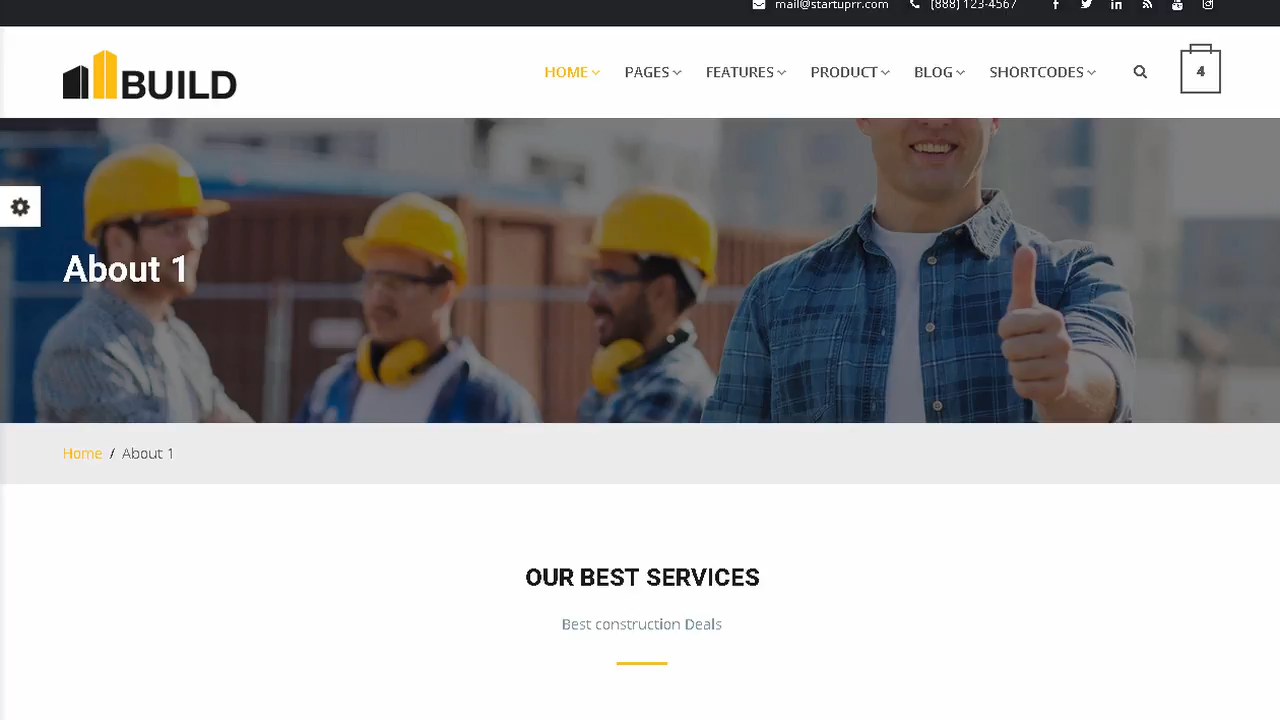 mail@startuprr.com (888) 123-4567
BUILD
HOME PAGES FEATURES PRODUCT BLOG SHORTCODES 4
About 1
Home / About 1
OUR BEST SERVICES
Best construction Deals